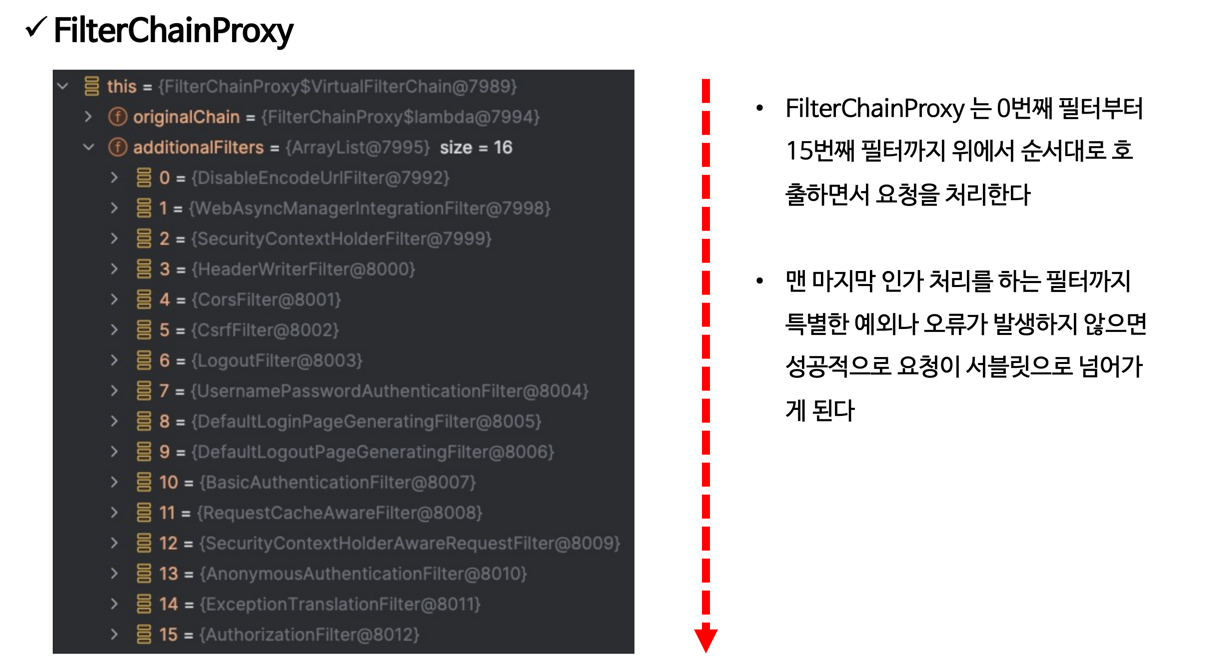 ✓ FilterChainProxy
this = {FilterChainProxy$VirtualFilterChain@7989}
originalChain = {FilterChainProxy$lambda@7994}
additionalFilters = {ArrayList@7995} size = 16
0 = {DisableEncodeUrlFilter@7992}
1 = {WebAsyncManagerIntegrationFilter@7998}
2 = {SecurityContextHolderFilter@7999}
3 = {HeaderWriterFilter@8000}
4 = {CorsFilter@8001}
5 = {CsrfFilter@8002}
6 = {LogoutFilter@8003}
7 = {UsernamePasswordAuthenticationFilter@8004}
8 = {DefaultLoginPageGeneratingFilter@8005}
9 = {DefaultLogoutPageGeneratingFilter@8006}
10 = {BasicAuthenticationFilter@8007}
11 = {RequestCacheAwareFilter@8008}
12 = {SecurityContextHolderAwareRequestFilter@8009}
13 = {AnonymousAuthenticationFilter@8010}
14 = {ExceptionTranslationFilter@8011}
15 = {AuthorizationFilter@8012}
• FilterChainProxy 는 0번째 필터부터
15번째 필터까지 위에서 순서대로 호
출하면서 요청을 처리한다
• 맨 마지막 인가 처리를 하는 필터까지
특별한 예외나 오류가 발생하지 않으면
성공적으로 요청이 서블릿으로 넘어가
게 된다